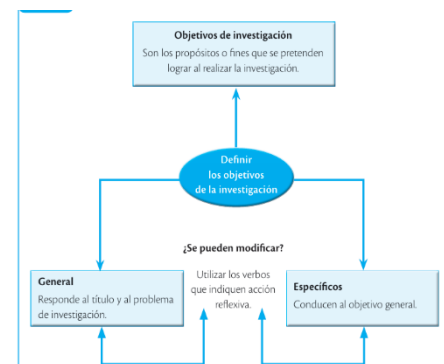 Objetivos de investigación
Son los propósitos o fines que se pretenden
lograr al realizar la investigación.
Definir
los objetivos
de la investigación
¿Se pueden modificar?
General
Responde al título y al problema
de investigación.
Utilizar los verbos
que indiquen acción
reflexiva.
Específicos
Conducen al objetivo general.